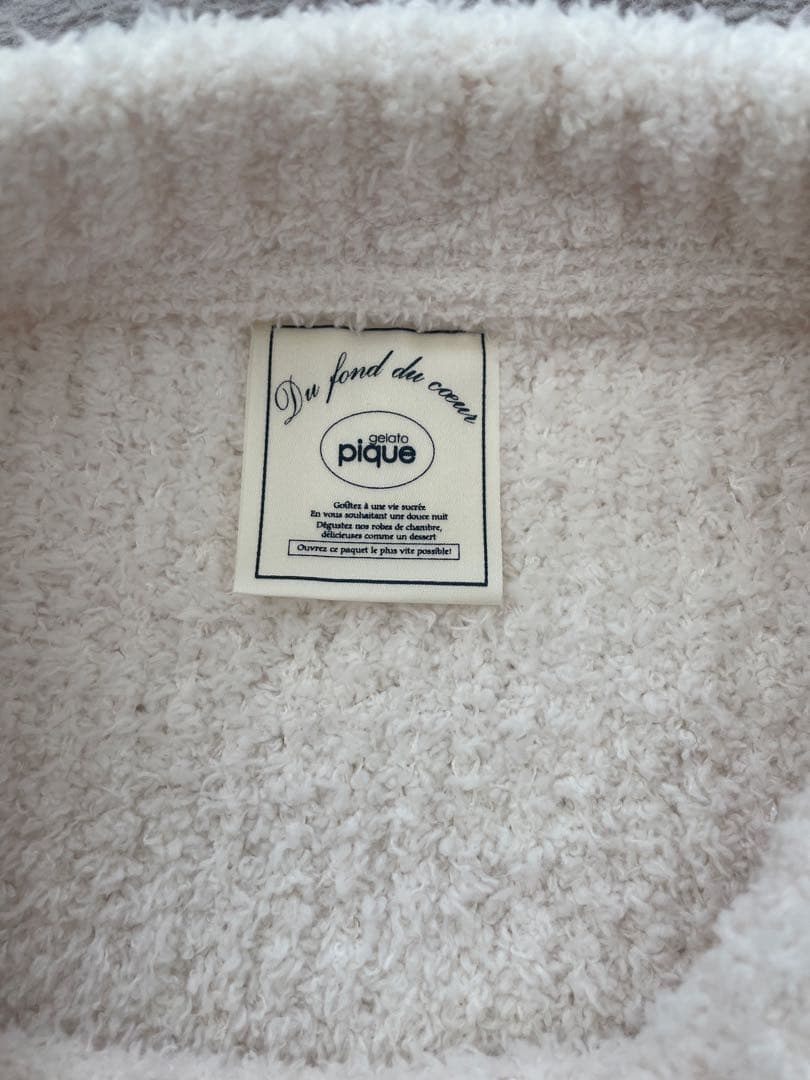 Du fond du cœur
gelato
pique
Goûtez à une vie sucrée
En vous souhaitant une douce nuit
Dégustez nos robes de chambre,
délicieuses comme un dessert
Ouvrez ce paquet le plus vite possible!